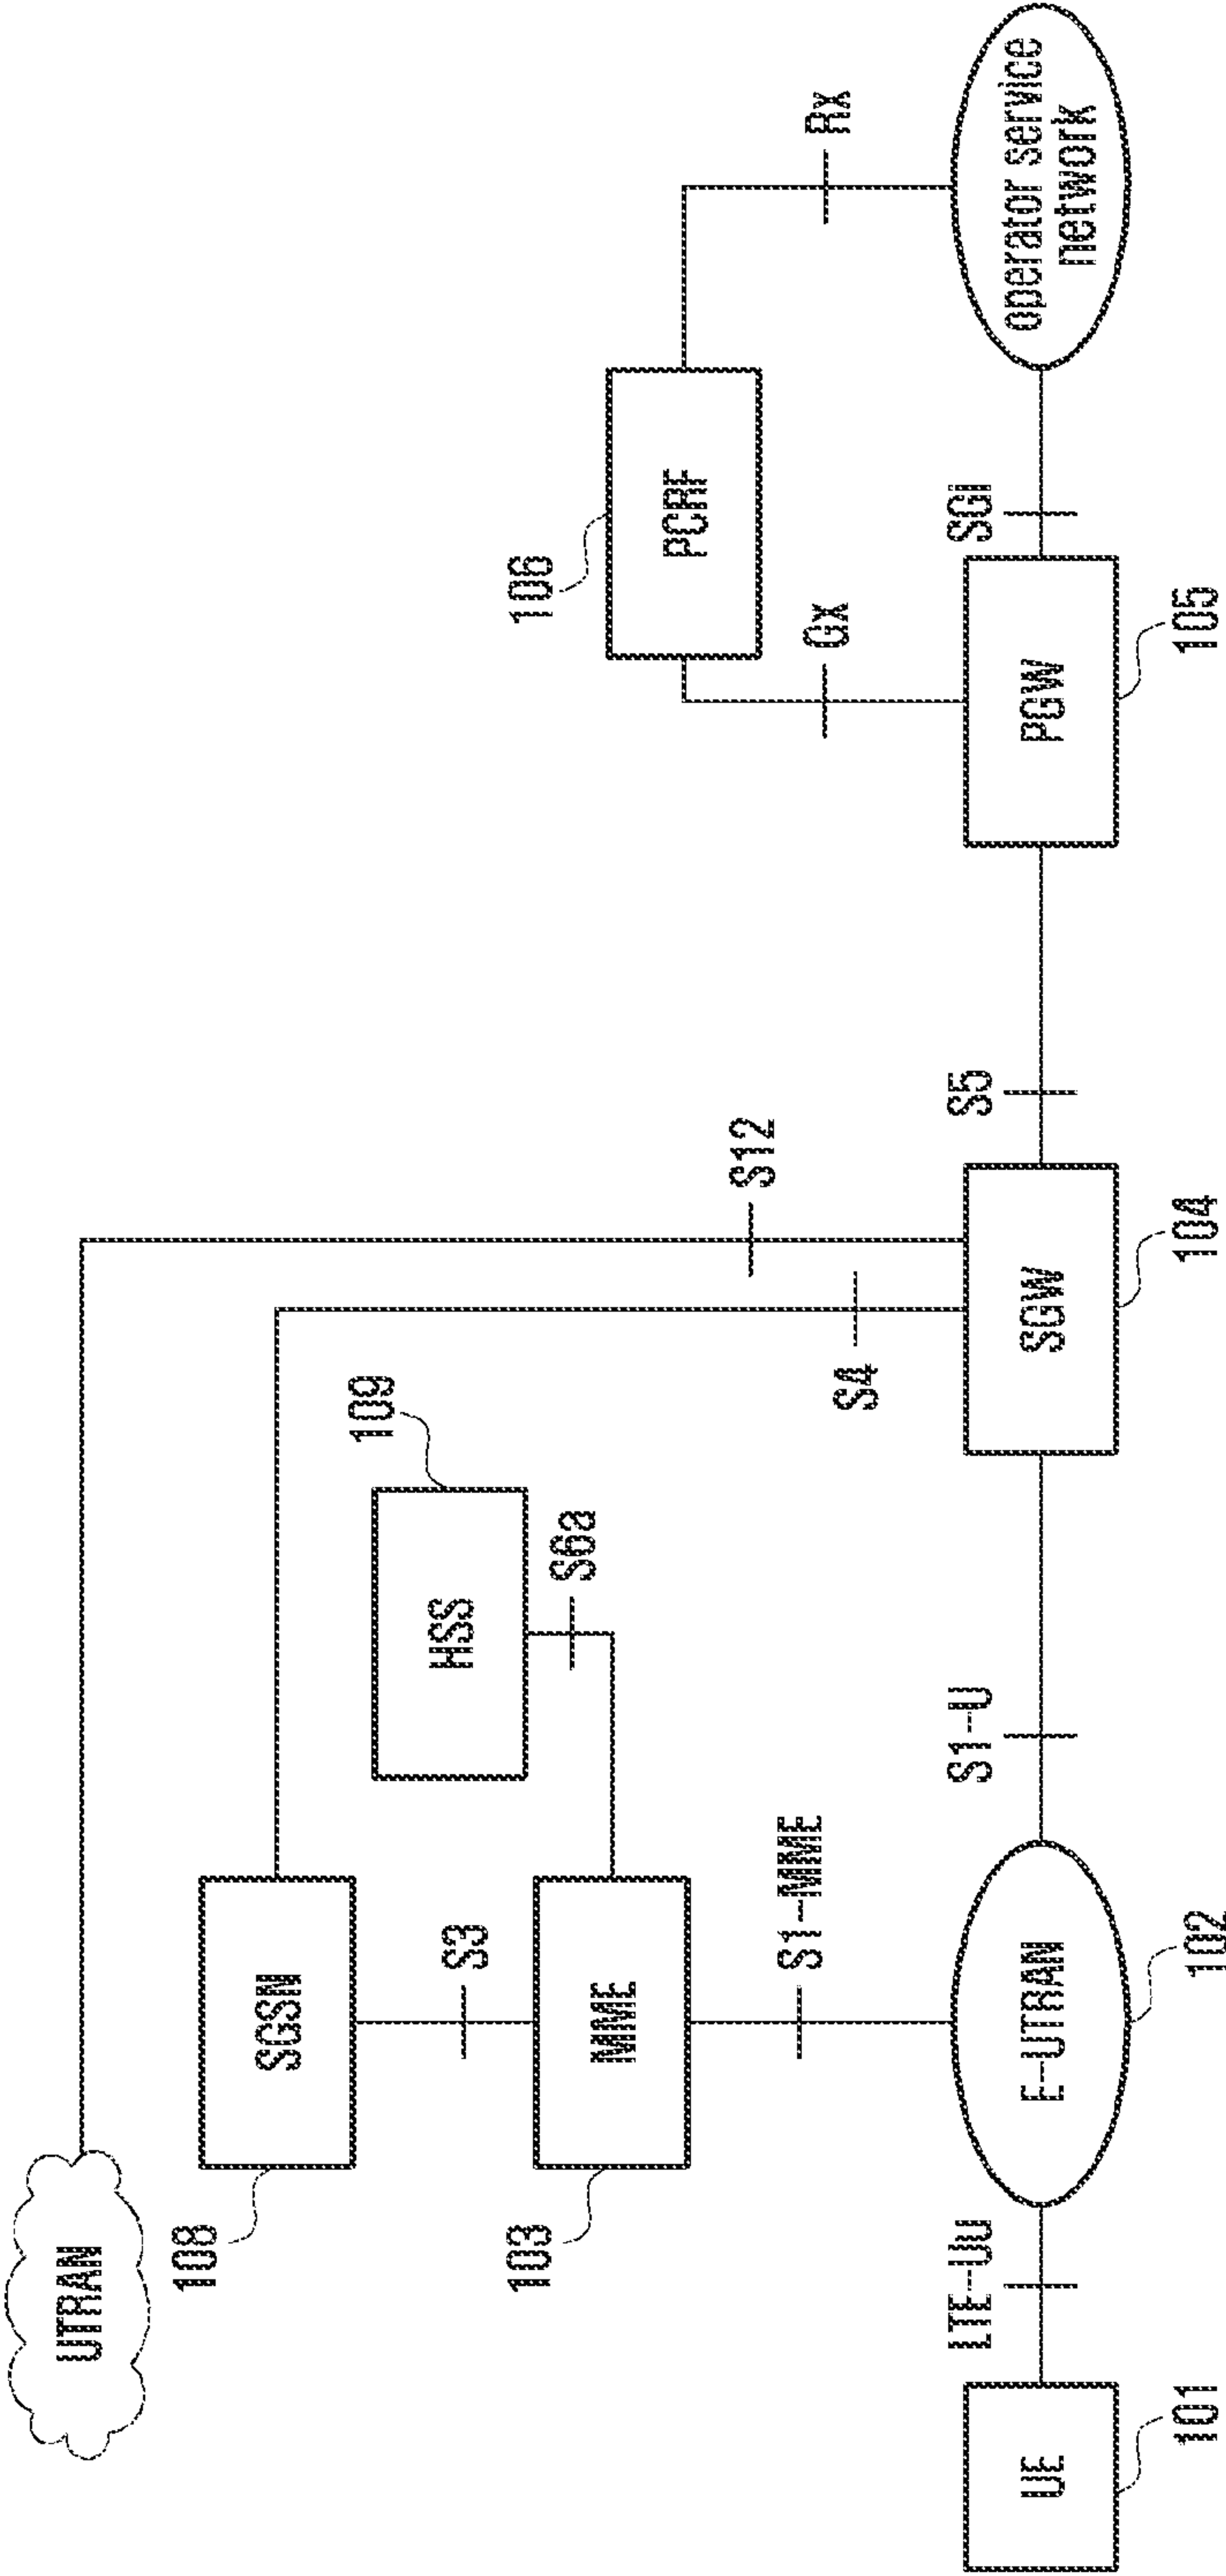 UTRAN
108
SGSN
S3
103
MME
S1-MME
HSS
109
S6a
S4
S12
106
PCRF
Gx
Rx
UE
101
LTE-Uu
E-UTRAN
102
S1-U
SGW
104
S5
PGW
105
SGi
operator service
network